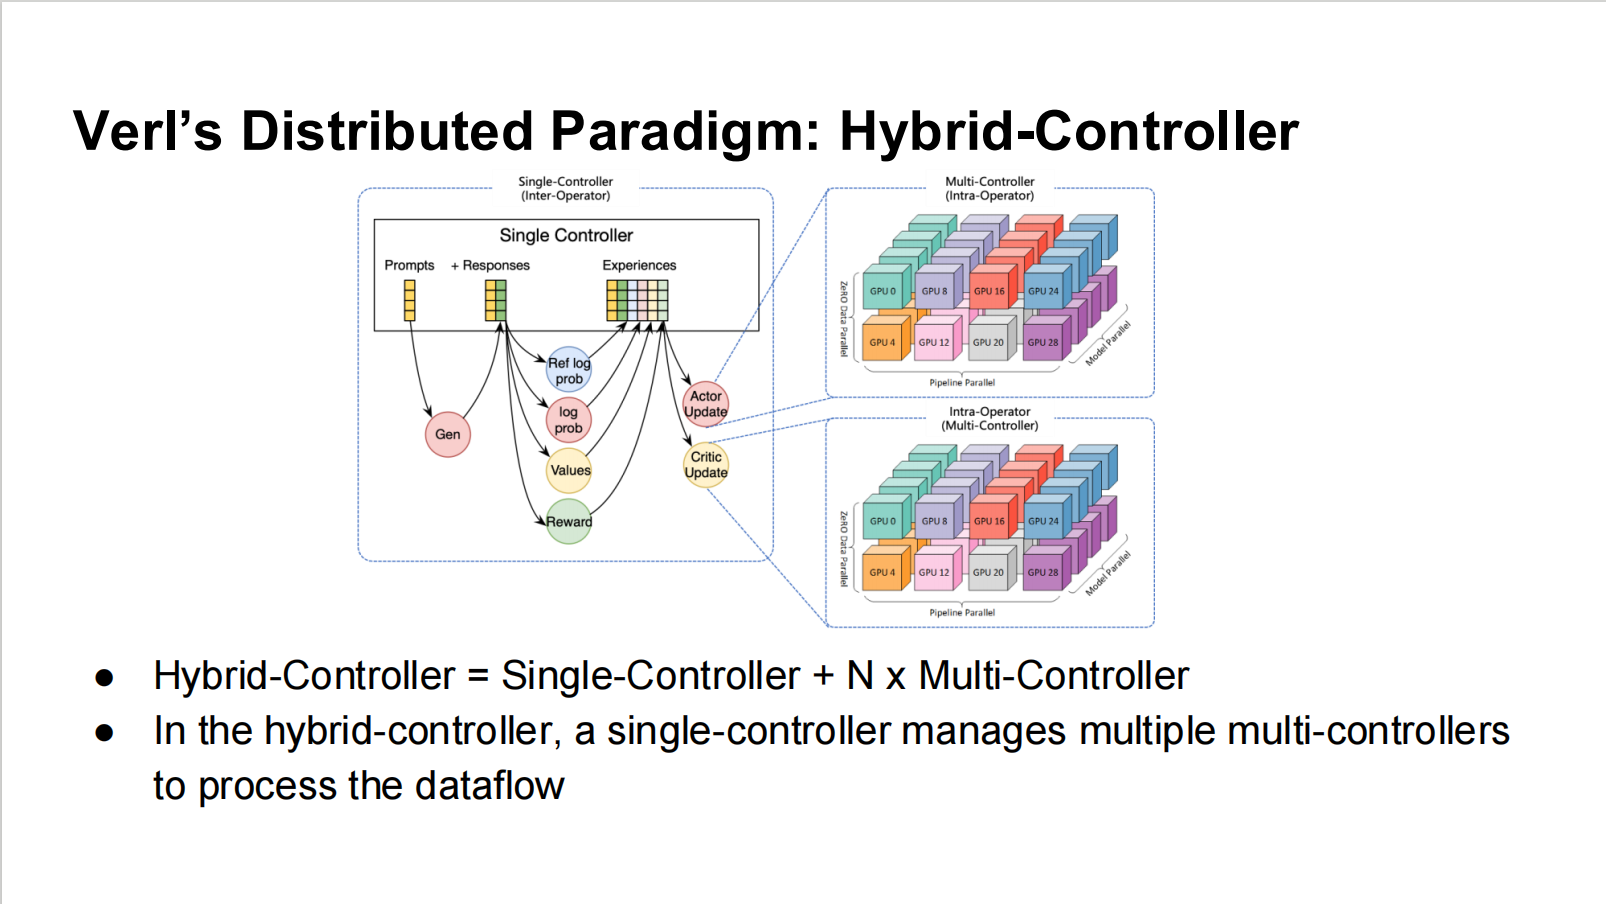 Verl’s Distributed Paradigm: Hybrid-Controller
Single-Controller
(Inter-Operator)
Single Controller
Prompts
+ Responses
Experiences
Gen
Ref log
prob
log
prob
Values
Reward
Actor
Update
Critic
Update
Multi-Controller
(Intra-Operator)
GPU 0
GPU 8
GPU 16
GPU 24
GPU 4
GPU 12
GPU 20
GPU 28
ZeRO Data Parallel
Pipeline Parallel
Model Parallel
Intra-Operator
(Multi-Controller)
GPU 0
GPU 8
GPU 16
GPU 24
GPU 4
GPU 12
GPU 20
GPU 28
ZeRO Data Parallel
Pipeline Parallel
Model Parallel
● Hybrid-Controller = Single-Controller + N x Multi-Controller
● In the hybrid-controller, a single-controller manages multiple multi-controllers
to process the dataflow